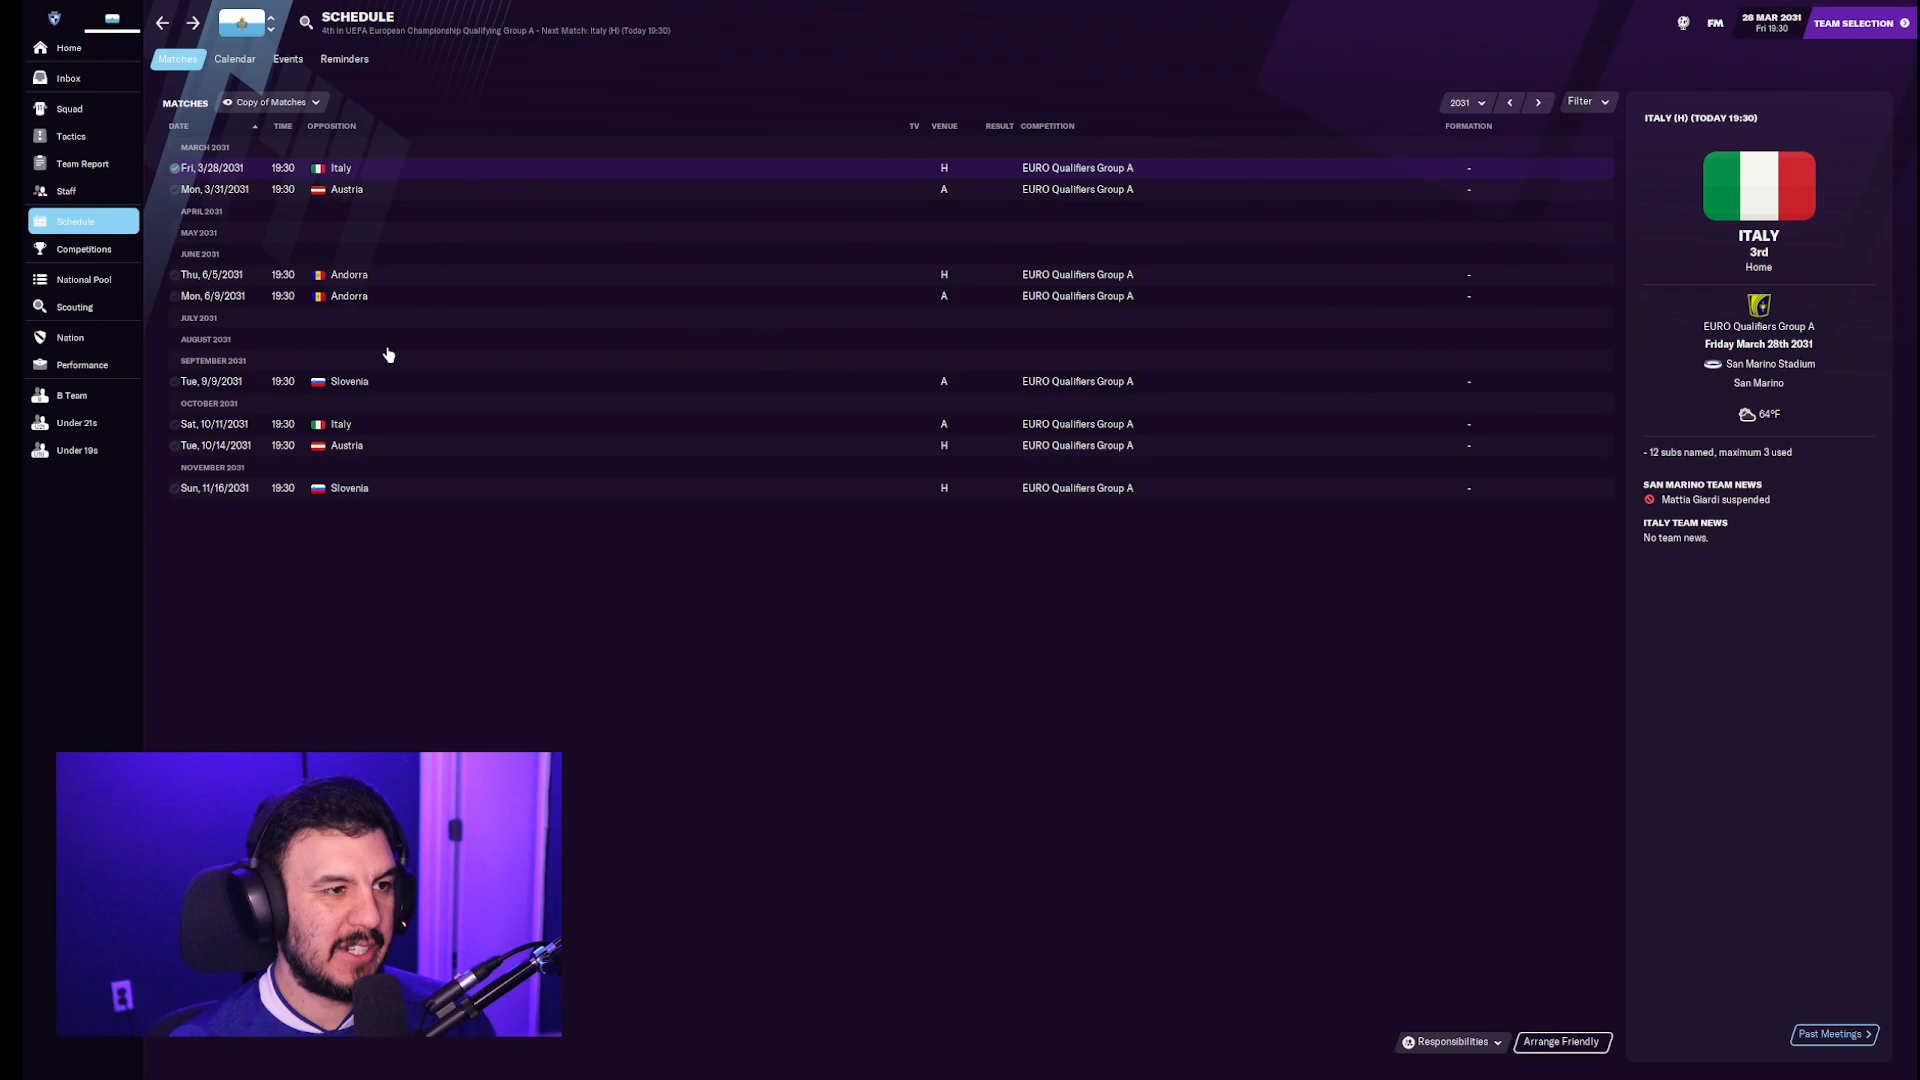 SCHEDULE
4th in UEFA European Championship Qualifying Group A - Next Match: Italy (H) (Today 19:30)
FM
28 MAR 2031
Fri 19:30
TEAM SELECTION
Home
Inbox
Squad
Tactics
Team Report
Staff
Schedule
Competitions
National Pool
Scouting
Nation
Performance
B Team
Under 21s
Under 19s
Matches Calendar Events Reminders
MATCHES Copy of Matches 2031 Filter
DATE TIME OPPOSITION TV VENUE RESULT COMPETITION FORMATION
MARCH 2031
Fri, 3/28/2031 19:30 Italy H EURO Qualifiers Group A -
Mon, 3/31/2031 19:30 Austria A EURO Qualifiers Group A -
APRIL 2031
MAY 2031
JUNE 2031
Thu, 6/5/2031 19:30 Andorra H EURO Qualifiers Group A -
Mon, 6/9/2031 19:30 Andorra A EURO Qualifiers Group A -
JULY 2031
AUGUST 2031
SEPTEMBER 2031
Tue, 9/9/2031 19:30 Slovenia A EURO Qualifiers Group A -
OCTOBER 2031
Sat, 10/11/2031 19:30 Italy A EURO Qualifiers Group A -
Tue, 10/14/2031 19:30 Austria H EURO Qualifiers Group A -
NOVEMBER 2031
Sun, 11/16/2031 19:30 Slovenia H EURO Qualifiers Group A -
ITALY (H) (TODAY 19:30)
ITALY
3rd
Home
EURO Qualifiers Group A
Friday March 28th 2031
San Marino Stadium
San Marino
64°F
- 12 subs named, maximum 3 used
SAN MARINO TEAM NEWS
Mattia Giardi suspended
ITALY TEAM NEWS
No team news.
Past Meetings >
Responsibilities
Arrange Friendly